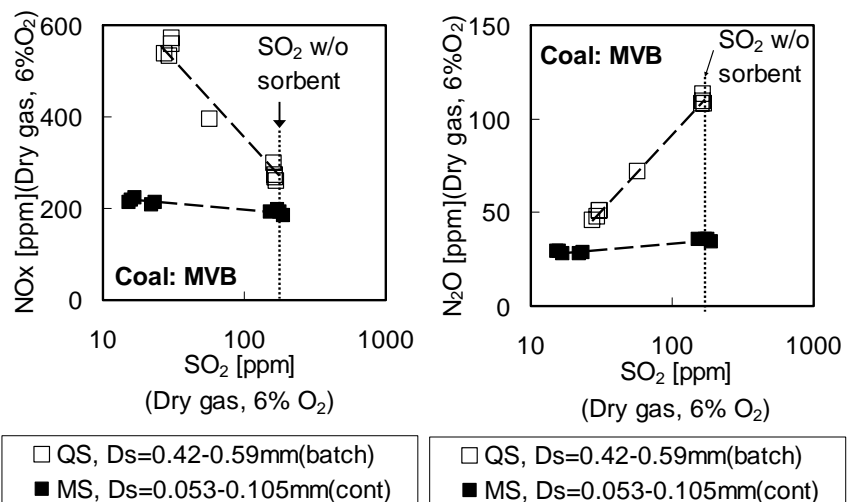 NOx [ppm](Dry gas, 6%O₂)
600
400
200
0
SO₂ w/o
sorbent
Coal: MVB
10
100
1000
SO₂ [ppm]
(Dry gas, 6% O₂)
□ QS, Ds=0.42-0.59mm(batch)
■ MS, Ds=0.053-0.105mm(cont)
N₂O [ppm](Dry gas, 6%O₂)
150
100
50
0
Coal: MVB
SO₂ w/o
sorbent
10
100
1000
SO₂ [ppm]
(Dry gas, 6% O₂)
□ QS, Ds=0.42-0.59mm(batch)
■ MS, Ds=0.053-0.105mm(cont)